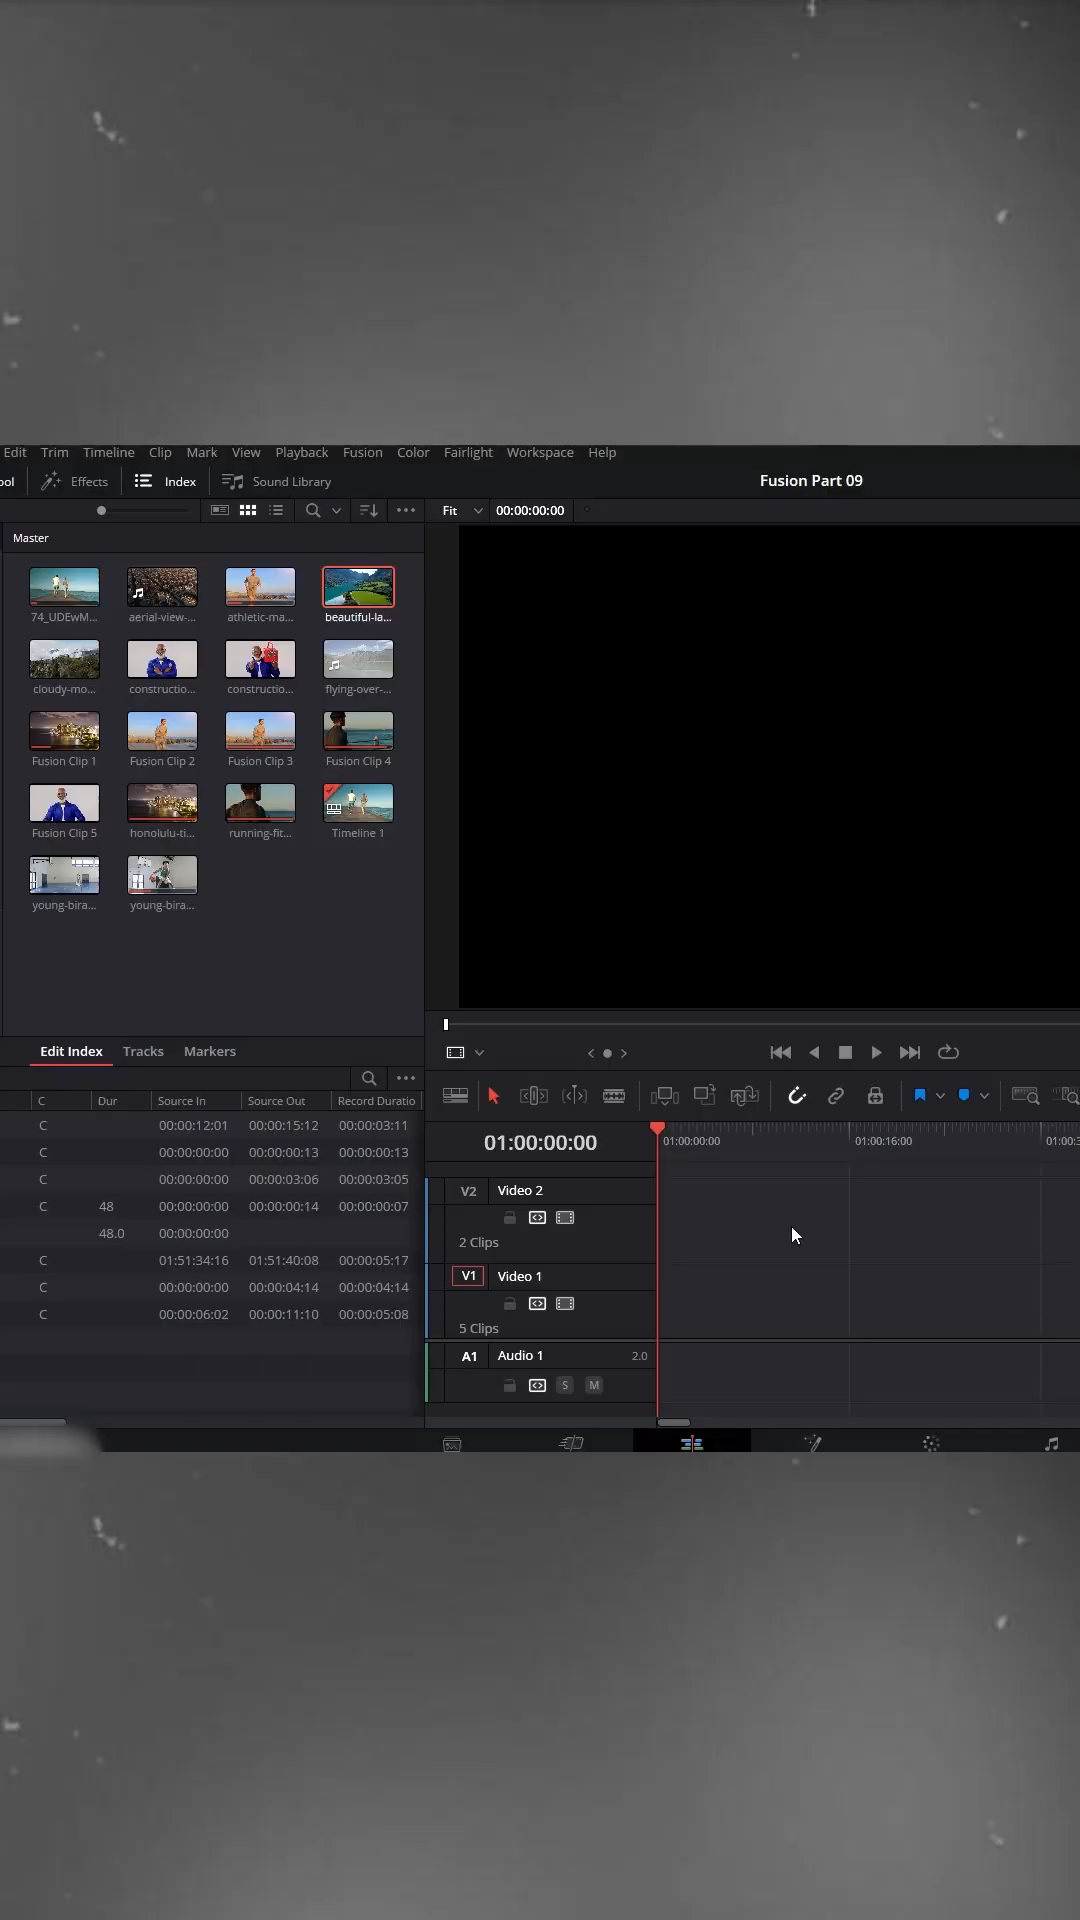 Edit Trim Timeline Clip Mark View Playback Fusion Color Fairlight Workspace Help
ool Effects Index Sound Library Fusion Part 09
Fit 00:00:00:00
Master
74_UDEwM... aerial-view-... athletic-ma... beautiful-la...
cloudy-mo... constructio... constructio... flying-over-...
Fusion Clip 1 Fusion Clip 2 Fusion Clip 3 Fusion Clip 4
Fusion Clip 5 honolulu-ti... running-fit... Timeline 1
young-bira... young-bira...
Edit Index Tracks Markers
C Dur Source In Source Out Record Duratio
C 00:00:12:01 00:00:15:12 00:00:03:11
C 00:00:00:00 00:00:00:13 00:00:00:13
C 00:00:00:00 00:00:03:06 00:00:03:05
C 48 00:00:00:00 00:00:00:14 00:00:00:07
48.0 00:00:00:00
C 01:51:34:16 01:51:40:08 00:00:05:17
C 00:00:00:00 00:00:04:14 00:00:04:14
C 00:00:06:02 00:00:11:10 00:00:05:08
01:00:00:00 01:00:00:00 01:00:16:00 01:00:3
V2 Video 2
2 Clips
V1 Video 1
5 Clips
A1 Audio 1 2.0
S M